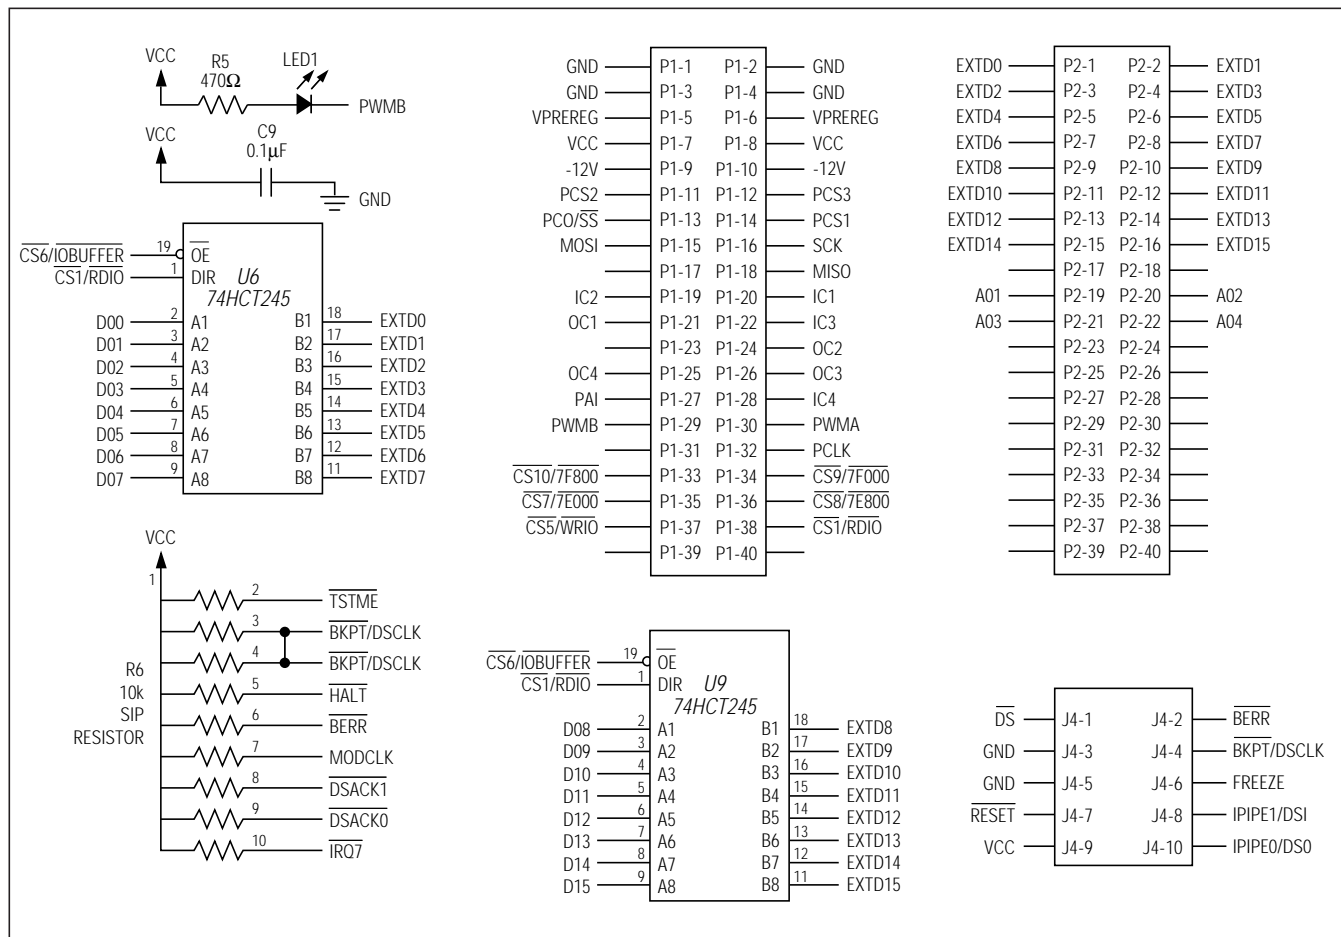 VCC
R5
470Ω
LED1
PWMB
VCC
C9
0.1µF
GND
CS6/IOBUFFER 19 OE
CS1/RDIO 1 DIR
U6
74HCT245
D00 2 A1 B1 18 EXTD0
D01 3 A2 B2 17 EXTD1
D02 4 A3 B3 16 EXTD2
D03 5 A4 B4 15 EXTD3
D04 6 A5 B5 14 EXTD4
D05 7 A6 B6 13 EXTD5
D06 8 A7 B7 12 EXTD6
D07 9 A8 B8 11 EXTD7
VCC
1
2 TSTME
3 BKPT/DSCLK
4 BKPT/DSCLK
5 HALT
6 BERR
7 MODCLK
8 DSACK1
9 DSACK0
10 IRQ7
R6
10k
SIP
RESISTOR
GND P1-1 P1-2 GND
GND P1-3 P1-4 GND
VPREREG P1-5 P1-6 VPREREG
VCC P1-7 P1-8 VCC
-12V P1-9 P1-10 -12V
PCS2 P1-11 P1-12 PCS3
PCO/SS P1-13 P1-14 PCS1
MOSI P1-15 P1-16 SCK
P1-17 P1-18 MISO
IC2 P1-19 P1-20 IC1
OC1 P1-21 P1-22 IC3
P1-23 P1-24 OC2
OC4 P1-25 P1-26 OC3
PAI P1-27 P1-28 IC4
PWMB P1-29 P1-30 PWMA
P1-31 P1-32 PCLK
CS10/7F800 P1-33 P1-34 CS9/7F000
CS7/7E000 P1-35 P1-36 CS8/7E800
CS5/WRIO P1-37 P1-38 CS1/RDIO
P1-39 P1-40
CS6/IOBUFFER 19 OE
CS1/RDIO 1 DIR
U9
74HCT245
D08 2 A1 B1 18 EXTD8
D09 3 A2 B2 17 EXTD9
D10 4 A3 B3 16 EXTD10
D11 5 A4 B4 15 EXTD11
D12 6 A5 B5 14 EXTD12
D13 7 A6 B6 13 EXTD13
D14 8 A7 B7 12 EXTD14
D15 9 A8 B8 11 EXTD15
EXTD0 P2-1 P2-2 EXTD1
EXTD2 P2-3 P2-4 EXTD3
EXTD4 P2-5 P2-6 EXTD5
EXTD6 P2-7 P2-8 EXTD7
EXTD8 P2-9 P2-10 EXTD9
EXTD10 P2-11 P2-12 EXTD11
EXTD12 P2-13 P2-14 EXTD13
EXTD14 P2-15 P2-16 EXTD15
P2-17 P2-18
A01 P2-19 P2-20 A02
A03 P2-21 P2-22 A04
P2-23 P2-24
P2-25 P2-26
P2-27 P2-28
P2-29 P2-30
P2-31 P2-32
P2-33 P2-34
P2-35 P2-36
P2-37 P2-38
P2-39 P2-40
DS J4-1 J4-2 BERR
GND J4-3 J4-4 BKPT/DSCLK
GND J4-5 J4-6 FREEZE
RESET J4-7 J4-8 IPIPE1/DSI
VCC J4-9 J4-10 IPIPE0/DS0